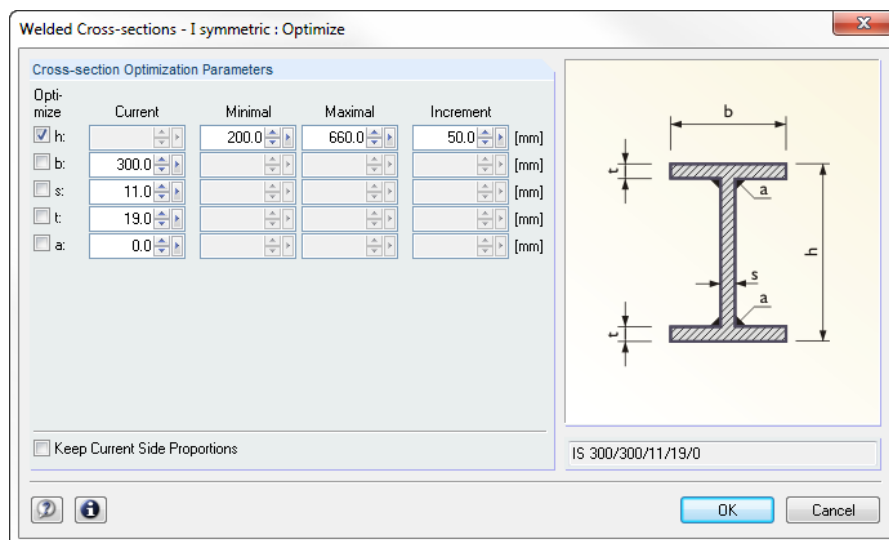 Welded Cross-sections - I symmetric : Optimize
Cross-section Optimization Parameters
Opti-
mize Current Minimal Maximal Increment
h: 200.0 660.0 50.0 [mm]
b: 300.0 [mm]
s: 11.0 [mm]
t: 19.0 [mm]
a: 0.0 [mm]
b
t
a
h
s
a
t
Keep Current Side Proportions
IS 300/300/11/19/0
OK Cancel